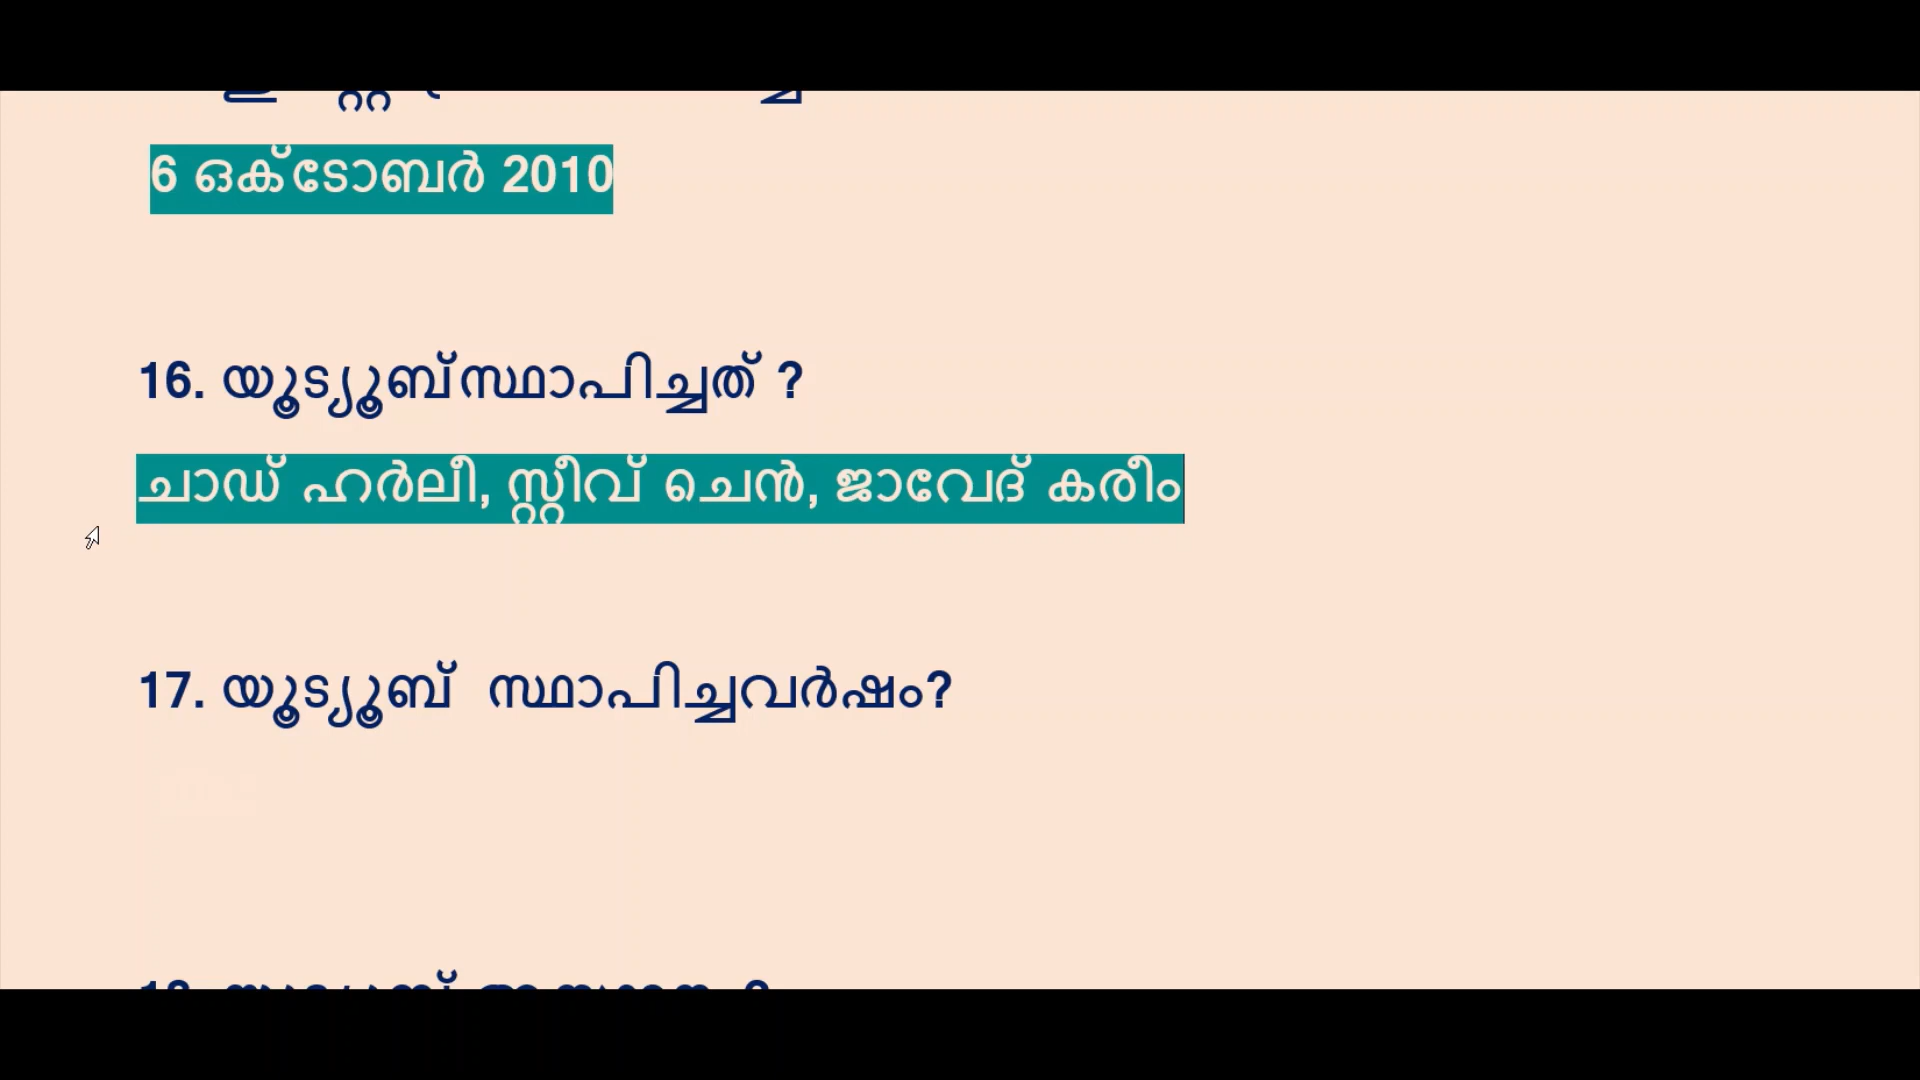 6 ഒക്ടോബർ 2010
16. യൂട്യൂബ്സ്ഥാപിച്ചത് ?
ചാഡ് ഹർലീ, സ്റ്റീവ് ചെൻ, ജാവേദ് കരീം
17. യൂട്യൂബ് സ്ഥാപിച്ചവർഷം?